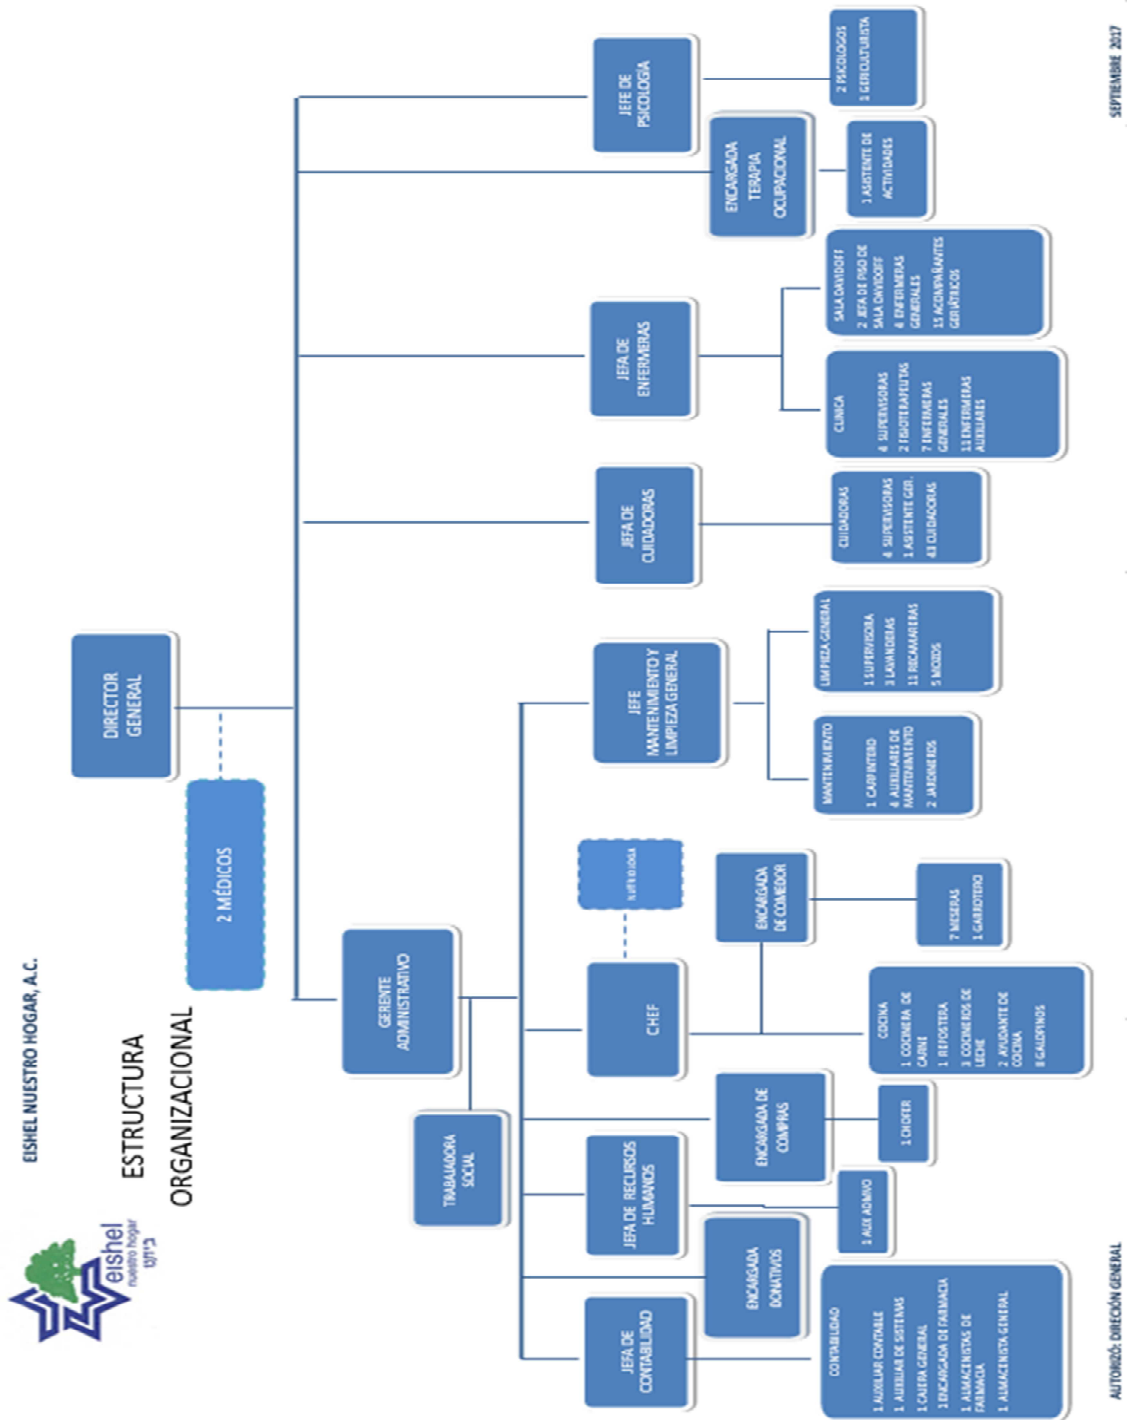 EISHEL NUESTRO HOGAR, A.C.
eishel
nuestro hogar
ביתנו
ESTRUCTURA
ORGANIZACIONAL
DIRECTOR
GENERAL
2 MÉDICOS
GERENTE
ADMINISTRATIVO
TRABAJADORA
SOCIAL
JEFA DE
CONTABILIDAD
ENCARGADA
DONATIVOS
JEFA DE RECURSOS
HUMANOS
ENCARGADA DE
COMPRAS
CHEF
NUTRIOLOGA
ENCARGADA
DE COMEDOR
JEFE
MANTENIMIENTO Y
LIMPIEZA GENERAL
JEFA DE
CUIDADORAS
JEFA DE
ENFERMERAS
ENCARGADA
TERAPIA
OCUPACIONAL
JEFE DE
PSICOLOGÍA
CONTABILIDAD
1 AUXILIAR CONTABLE
1 AUXILIAR DE SISTEMAS
1 CAJERA GENERAL
1 ENCARGADA DE FARMACIA
1 ALMACENISTAS DE
FARMACIA
1 ALMACENISTA GENERAL
1 AUX ADMIVO
1 CHOFER
COCINA
1 COCINERA DE
CARNE
1 REPOSTERA
3 COCINEROS DE
LECHE
2 AYUDANTE DE
COCINA
8 GALOPINOS
7 MESERAS
1 GARROTERO
MANTENIMIENTO
1 CARPINTERO
4 AUXILIARES DE
MANTENIMIENTO
2 JARDINEROS
LIMPIEZA GENERAL
1 SUPERVISORA
3 LAVANDERAS
11 RECAMARERAS
5 MOZOS
CUIDADORAS
4 SUPERVISORAS
1 ASISTENTE GER.
43 CUIDADORAS
CLINICA
4 SUPERVISORAS
2 FISIOTERAPEUTAS
7 ENFERMERAS
GENERALES
11 ENFERMERAS
AUXILIARES
SALA DAVIDOFF
2 JEFA DE PISO DE
SALA DAVIDOFF
4 ENFERMERAS
GENERALES
15 ACOMPAÑANTES
GERIÁTRICOS
1 ASISTENTE DE
ACTIVIDADES
2 PSICOLOGOS
1 GERICULTURISTA
AUTORIZÓ: DIRECIÓN GENERAL
SEPTIEMBRE 2017